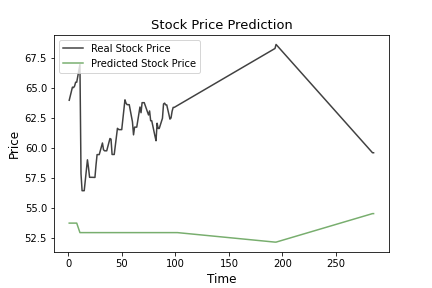 Stock Price Prediction
Real Stock Price
Predicted Stock Price
Price
67.5
65.0
62.5
60.0
57.5
55.0
52.5
0 50 100 150 200 250
Time